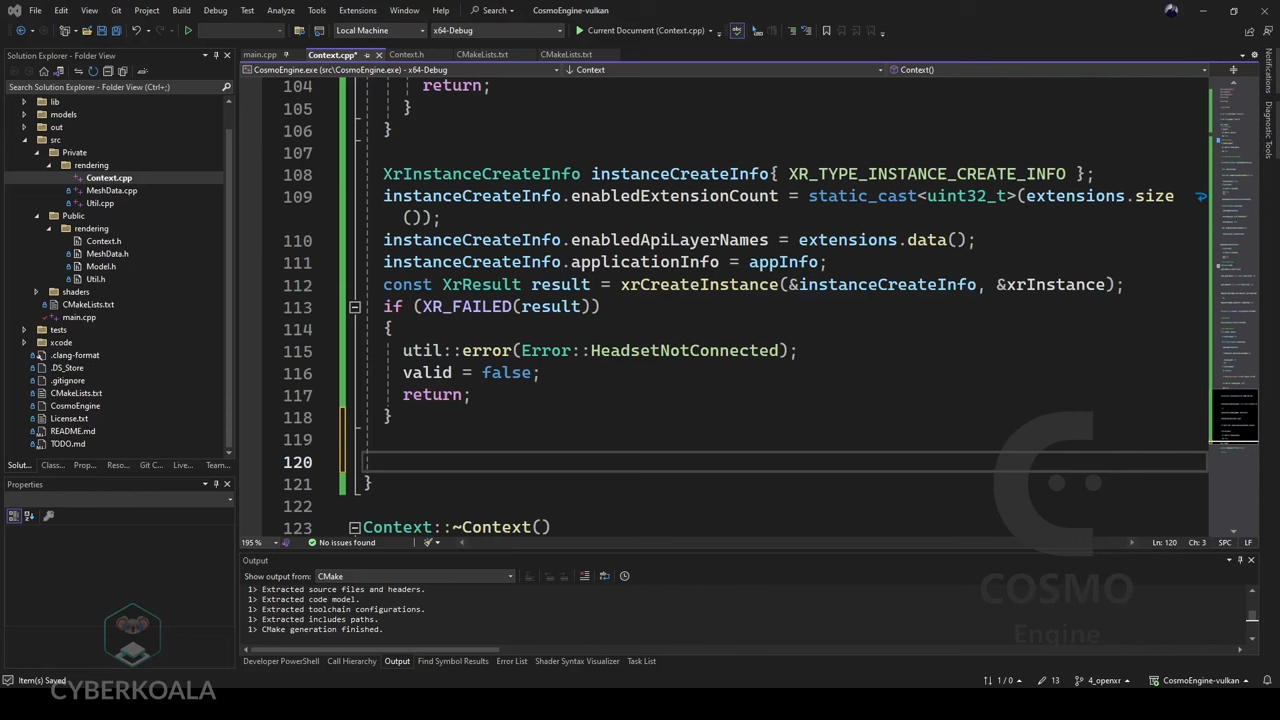 File Edit View Git Project Build Debug Test Analyze Tools Extensions Window Help Search CosmoEngine-vulkan
Local Machine x64-Debug Current Document (Context.cpp)
Solution Explorer - Folder View
Search Solution Explorer - Folder View (Ctrl+;)
lib
models
out
src
Private
rendering
Context.cpp
MeshData.cpp
Util.cpp
Public
rendering
Context.h
MeshData.h
Model.h
Util.h
shaders
CMakeLists.txt
main.cpp
tests
xcode
.clang-format
.DS_Store
.gitignore
CMakeLists.txt
CosmoEngine
License.txt
README.md
TODO.md
Solut... Class... Prop... Reso... Git C... Live... Team...
Properties
main.cpp Context.cpp* Context.h CMakeLists.txt CMakeLists.txt
CosmoEngine.exe (src\CosmoEngine.exe) - x64-Debug Context Context()
104 return;
105 }
106 }
107
108 XrInstanceCreateInfo instanceCreateInfo{ XR_TYPE_INSTANCE_CREATE_INFO };
109 instanceCreateInfo.enabledExtensionCount = static_cast<uint32_t>(extensions.size
());
110 instanceCreateInfo.enabledApiLayerNames = extensions.data();
111 instanceCreateInfo.applicationInfo = appInfo;
112 const XrResult result = xrCreateInstance(&instanceCreateInfo, &xrInstance);
113 if (XR_FAILED(result))
114 {
115 util::error(Error::HeadsetNotConnected);
116 valid = false;
117 return;
118 }
119
120
121 }
122
123 Context::~Context()
195 % No issues found Ln: 120 Ch: 3 SPC LF
Output
Show output from: CMake
1> Extracted source files and headers.
1> Extracted code model.
1> Extracted toolchain configurations.
1> Extracted includes paths.
1> CMake generation finished.
Developer PowerShell Call Hierarchy Output Find Symbol Results Error List Shader Syntax Visualizer Task List
Notifications
Diagnostic Tools
COSMO
Engine
Item(s) Saved 1 / 0 13 4_openxr CosmoEngine-vulkan
CYBERKOALA